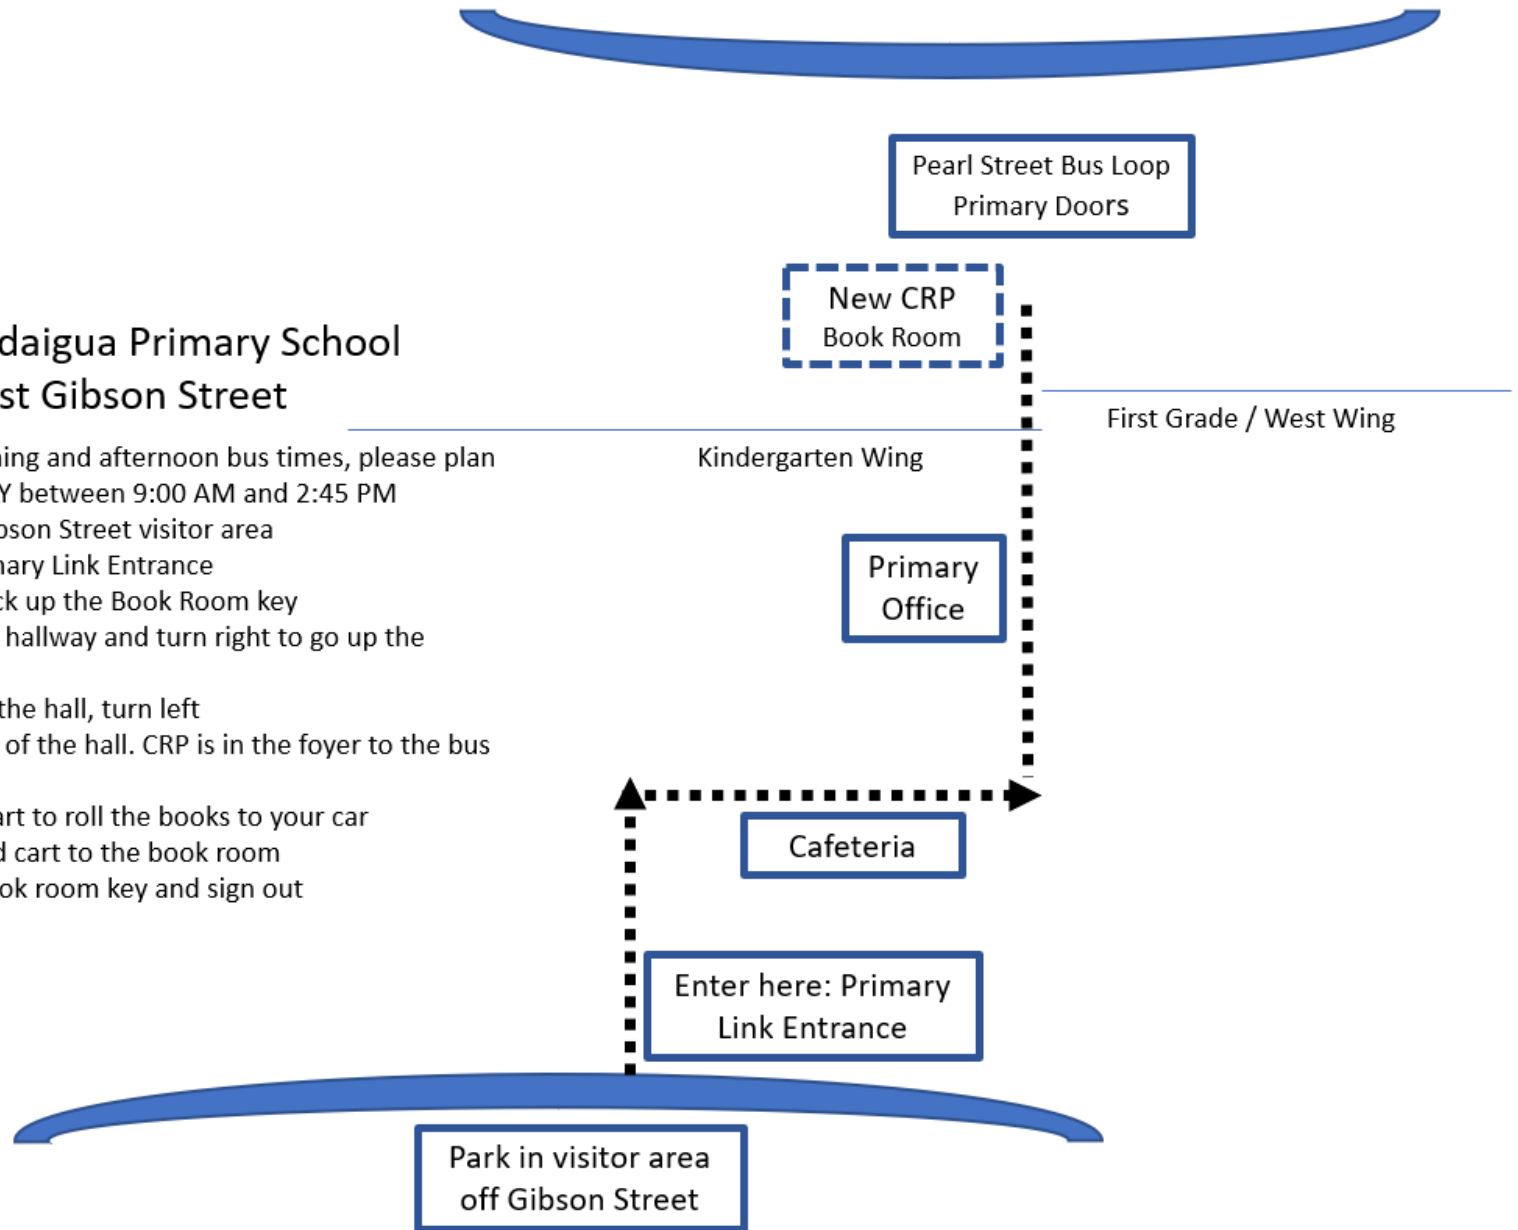 Pearl Street Bus Loop
Primary Doors
New CRP
Book Room
daigua Primary School
st Gibson Street
First Grade / West Wing
Kindergarten Wing
ing and afternoon bus times, please plan
Y between 9:00 AM and 2:45 PM
bson Street visitor area
mary Link Entrance
ck up the Book Room key
hallway and turn right to go up the
the hall, turn left
of the hall. CRP is in the foyer to the bus
art to roll the books to your car
d cart to the book room
ok room key and sign out
Primary
Office
Cafeteria
Enter here: Primary
Link Entrance
Park in visitor area
off Gibson Street